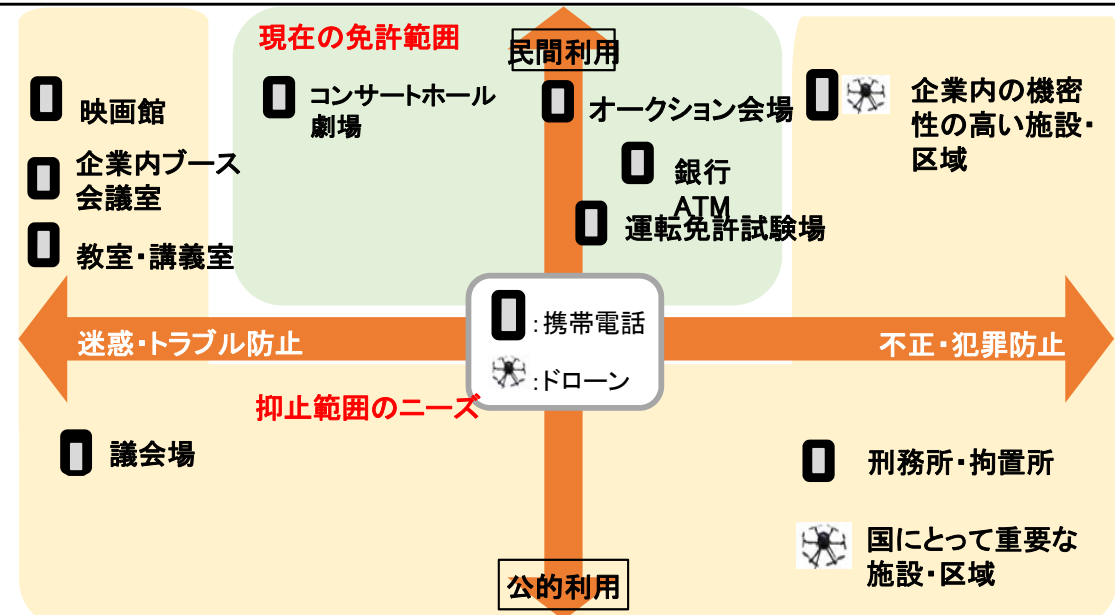 現在の免許範囲
民間利用
映画館
コンサートホール
劇場
オークション会場
企業内の機密
性の高い施設・
区域
企業内ブース
会議室
銀行
ATM
運転免許試験場
教室・講義室
:携帯電話
:ドローン
迷惑・トラブル防止
不正・犯罪防止
抑止範囲のニーズ
議会場
刑務所・拘置所
国にとって重要な
施設・区域
公的利用